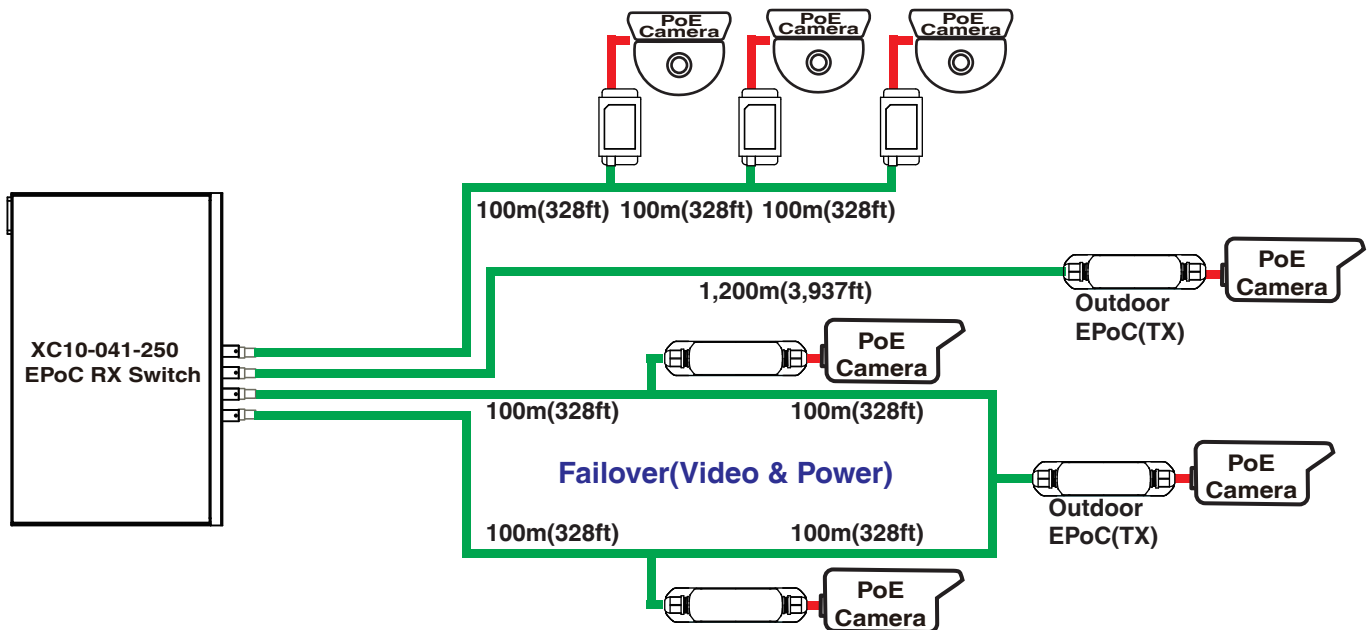 PoE
Camera
PoE
Camera
PoE
Camera
100m(328ft) 100m(328ft) 100m(328ft)
XC10-041-250
EPoC RX Switch
1,200m(3,937ft)
Outdoor
EPoC(TX)
PoE
Camera
PoE
Camera
100m(328ft)
100m(328ft)
Failover(Video & Power)
Outdoor
EPoC(TX)
PoE
Camera
100m(328ft)
100m(328ft)
PoE
Camera